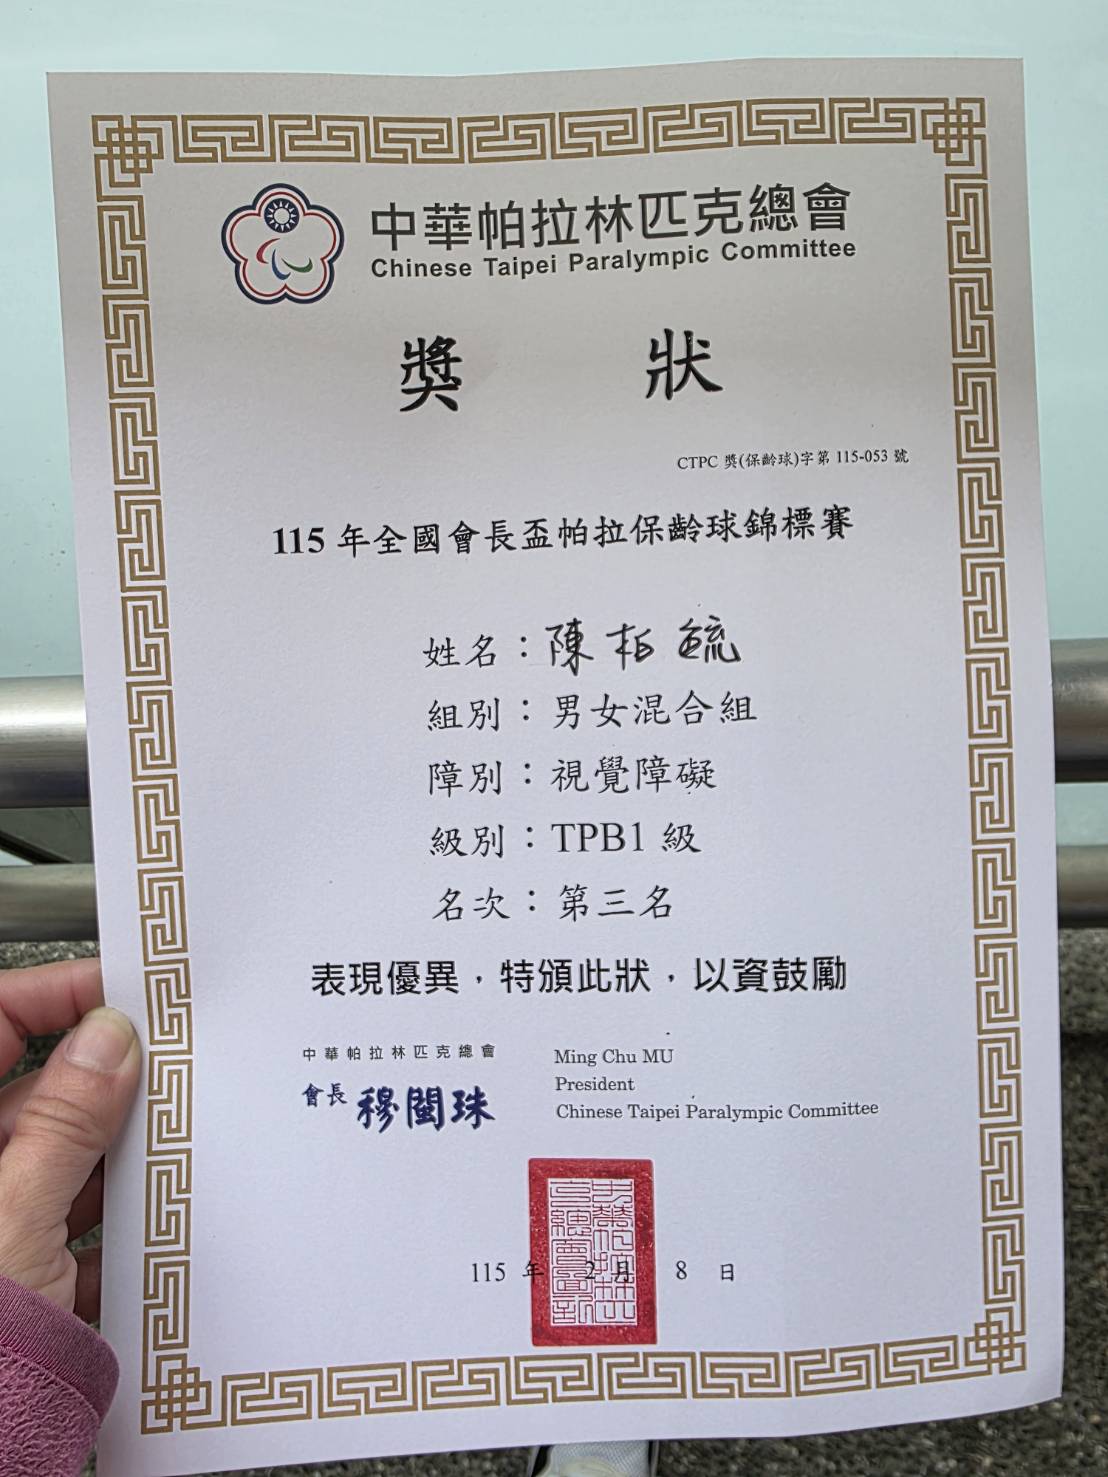 中華帕拉林匹克總會
Chinese Taipei Paralympic Committee
獎狀
CTPC 獎(保齡球)字第 115-053 號
115 年全國會長盃帕拉保齡球錦標賽
姓名：陳柏毓
組別：男女混合組
障別：視覺障礙
級別：TPB1 級
名次：第三名
表現優異，特頒此狀，以資鼓勵
中華帕拉林匹克總會
會長 穆閩珠
Ming Chu MU
President
Chinese Taipei Paralympic Committee
115 年 2 月 8 日